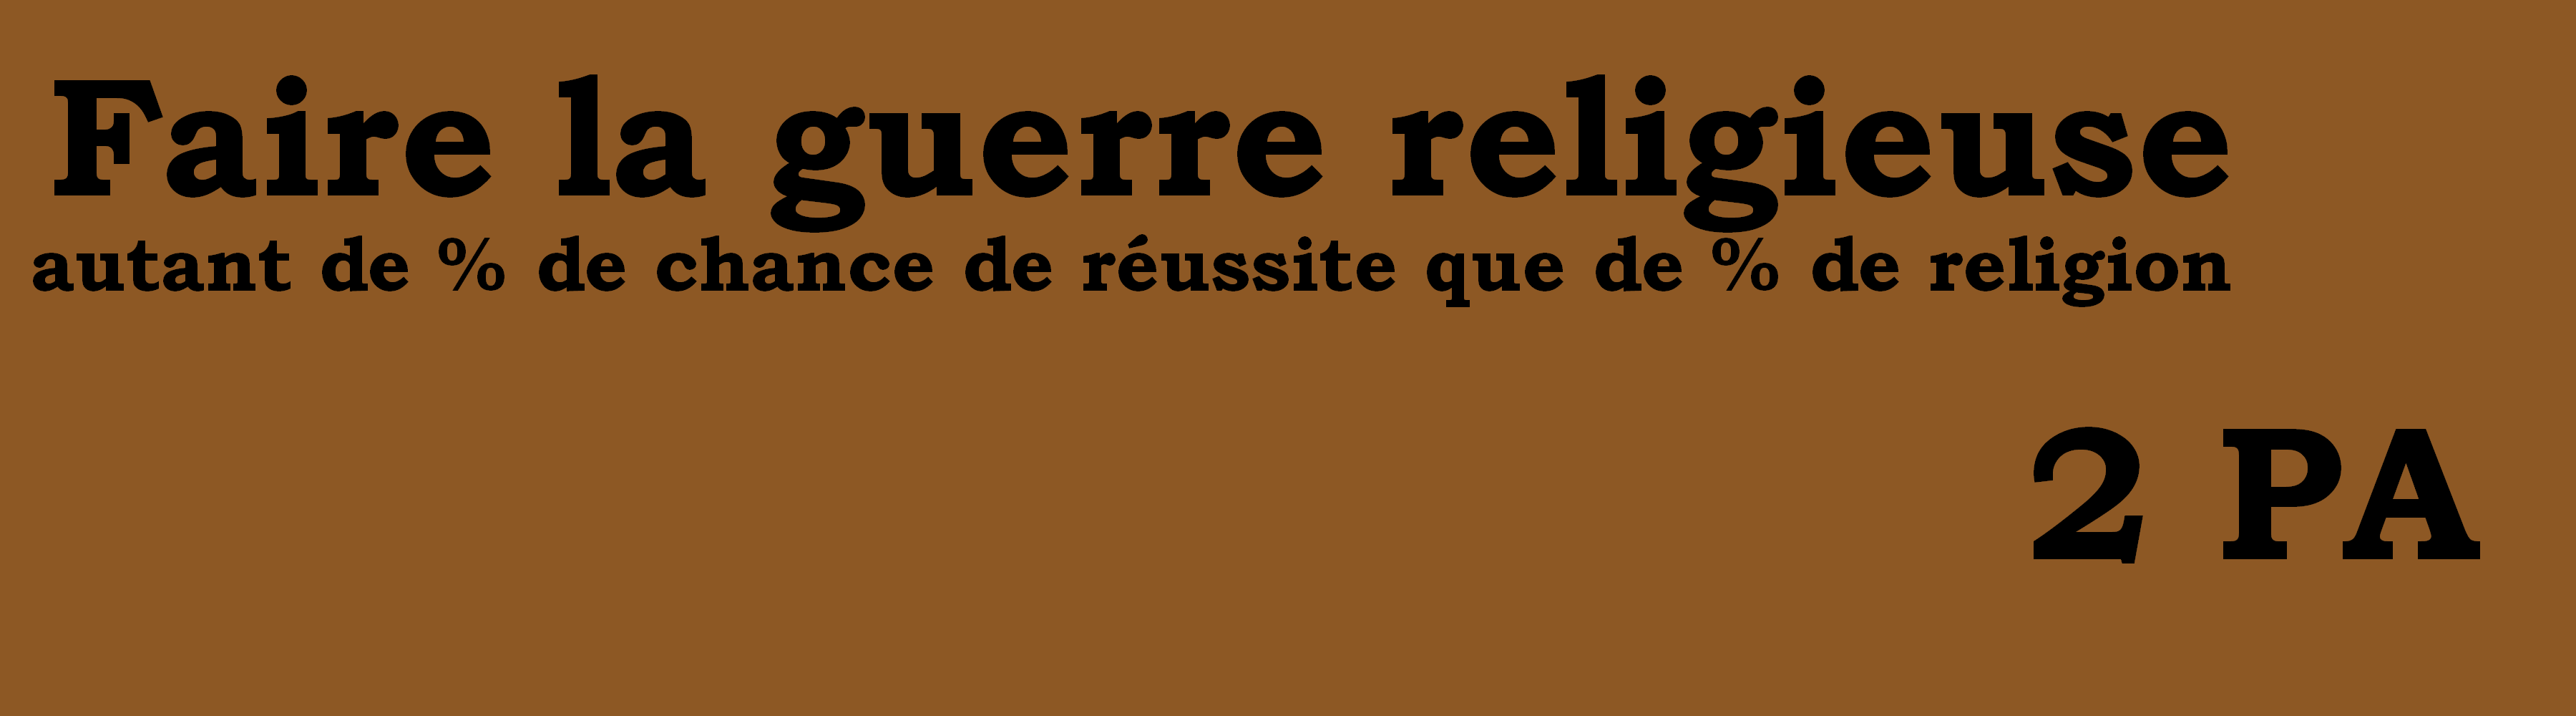 Faire la guerre religieuse
autant de % de chance de réussite que de % de religion
2 PA